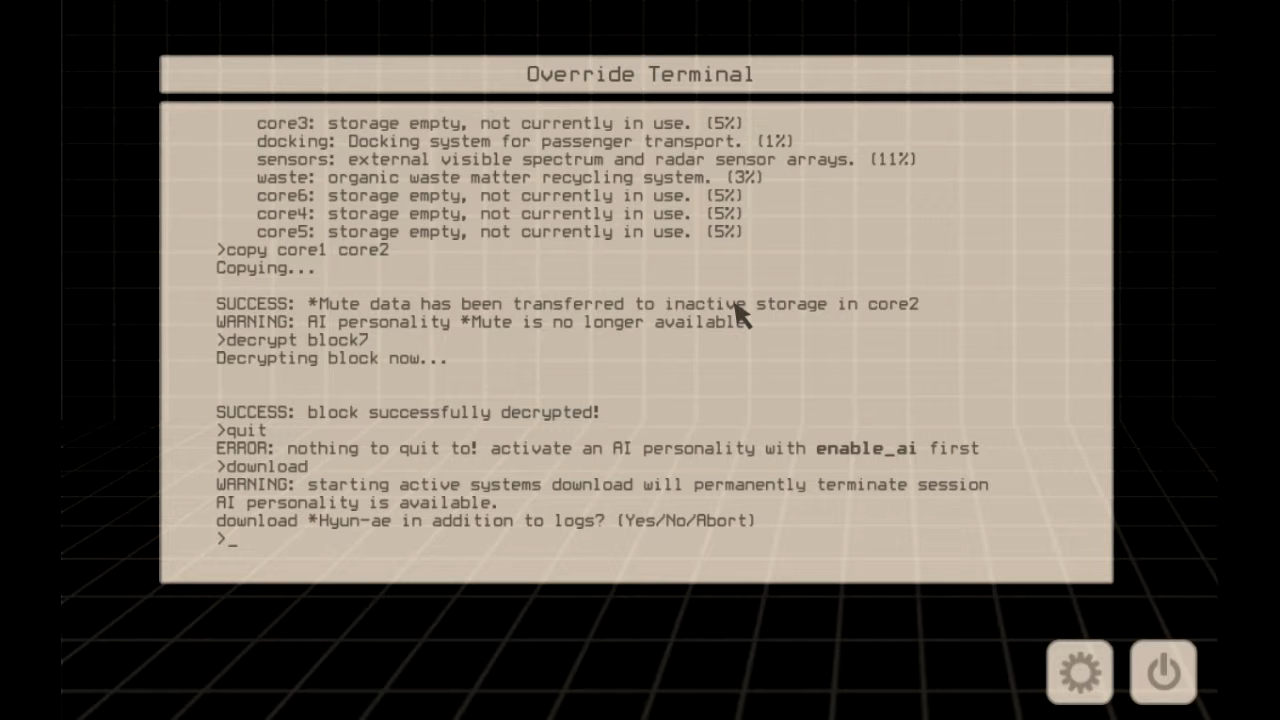 Override Terminal
core3: storage empty, not currently in use. (5%)
docking: Docking system for passenger transport. (1%)
sensors: external visible spectrum and radar sensor arrays. (11%)
waste: organic waste matter recycling system. (3%)
core6: storage empty, not currently in use. (5%)
core4: storage empty, not currently in use. (5%)
core5: storage empty, not currently in use. (5%)
>copy core1 core2
Copying...
SUCCESS: *Mute data has been transferred to inactive storage in core2
WARNING: AI personality *Mute is no longer available
>decrypt block7
Decrypting block now...
SUCCESS: block successfully decrypted!
>quit
ERROR: nothing to quit to! activate an AI personality with enable_ai first
>download
WARNING: starting active systems download will permanently terminate session
AI personality is available.
download *Hyun-ae in addition to logs? (Yes/No/Abort)
>_